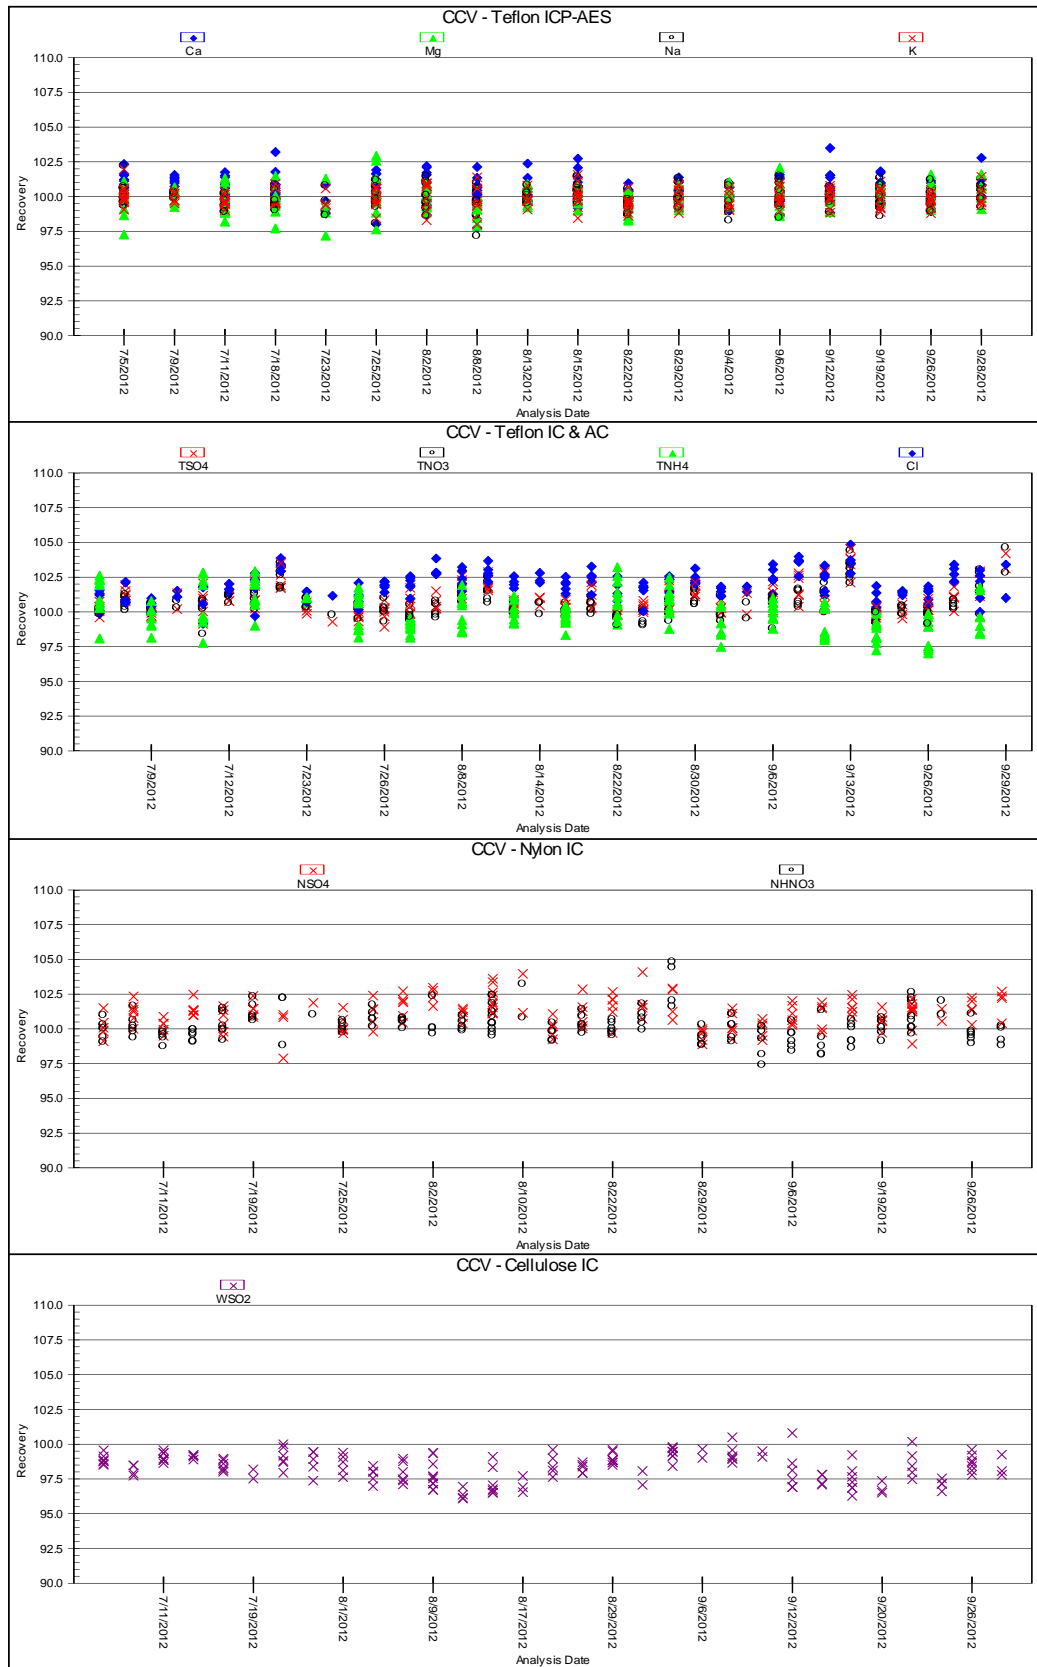 CCV - Teflon ICP-AES
Ca Mg Na K
110.0
107.5
105.0
102.5
100.0
97.5
95.0
92.5
90.0
Recovery
7/5/2012 7/9/2012 7/11/2012 7/18/2012 7/23/2012 7/25/2012 8/2/2012 8/8/2012 8/13/2012 8/15/2012 8/22/2012 8/29/2012 9/4/2012 9/6/2012 9/12/2012 9/19/2012 9/26/2012 9/28/2012
Analysis Date
CCV - Teflon IC & AC
TSO4 TNO3 TNH4 Cl
110.0
107.5
105.0
102.5
100.0
97.5
95.0
92.5
90.0
Recovery
7/9/2012 7/12/2012 7/23/2012 7/26/2012 8/8/2012 8/14/2012 8/22/2012 8/30/2012 9/6/2012 9/13/2012 9/26/2012 9/29/2012
Analysis Date
CCV - Nylon IC
NSO4 NHNO3
110.0
107.5
105.0
102.5
100.0
97.5
95.0
92.5
90.0
Recovery
7/11/2012 7/19/2012 7/25/2012 8/22/2012 8/10/2012 8/22/2012 8/29/2012 9/6/2012 9/19/2012 9/26/2012
Analysis Date
CCV - Cellulose IC
WSO2
110.0
107.5
105.0
102.5
100.0
97.5
95.0
92.5
90.0
Recovery
7/11/2012 7/19/2012 8/1/2012 8/9/2012 8/17/2012 8/29/2012 9/6/2012 9/12/2012 9/20/2012 9/26/2012
Analysis Date